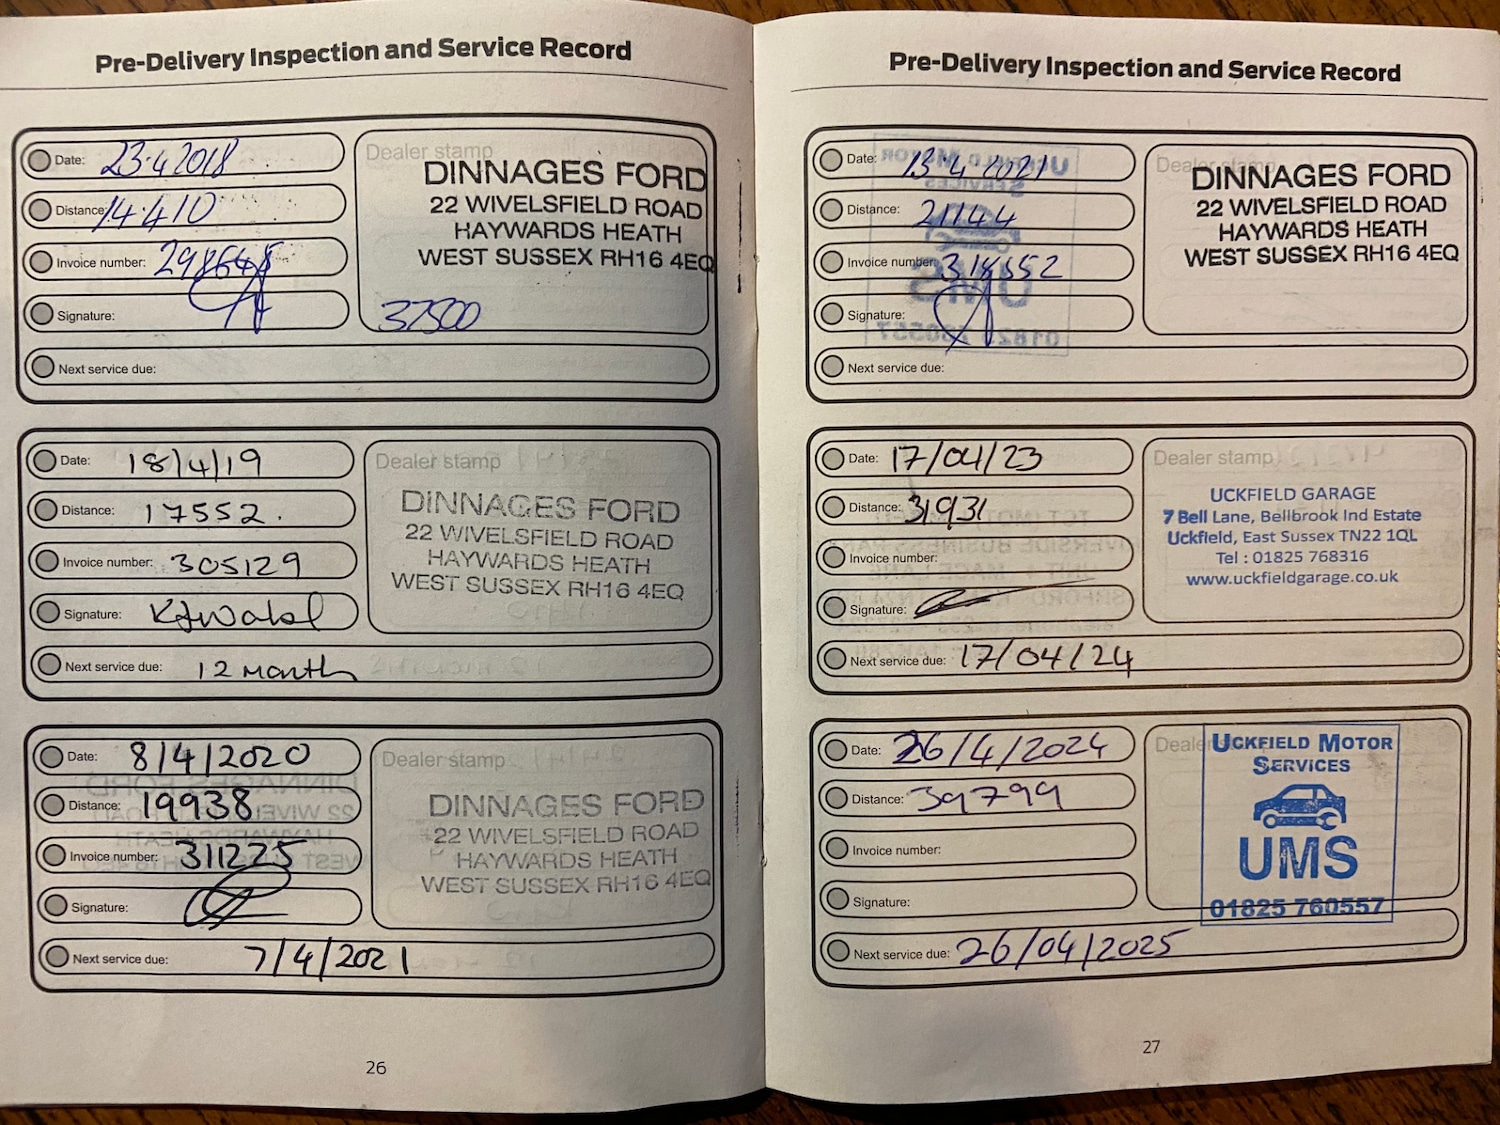 Pre-Delivery Inspection and Service Record
Date: 23·4 2018
Distance: 14·410
Invoice number: 298648
Signature:
Next service due:
Dealer stamp
DINNAGES FORD
22 WIVELSFIELD ROAD
HAYWARDS HEATH
WEST SUSSEX RH16 4EQ
37500
Date: 18/4/19
Distance: 17552.
Invoice number: 305129
Signature:
Next service due: 12 Month
Dealer stamp
DINNAGES FORD
22 WIVELSFIELD ROAD
HAYWARDS HEATH
WEST SUSSEX RH16 4EQ
Date: 8/4/2020
Distance: 19938
Invoice number: 311225
Signature:
Next service due: 7/4/2021
Dealer stamp
DINNAGES FORD
22 WIVELSFIELD ROAD
HAYWARDS HEATH
WEST SUSSEX RH16 4EQ
26
Pre-Delivery Inspection and Service Record
Date: 13·4·2021
Distance: 21144
Invoice number: 318652
Signature:
Next service due:
Dealer stamp
DINNAGES FORD
22 WIVELSFIELD ROAD
HAYWARDS HEATH
WEST SUSSEX RH16 4EQ
Date: 17/04/23
Distance: 31931
Invoice number:
Signature:
Next service due: 17/04/24
Dealer stamp
UCKFIELD GARAGE
7 Bell Lane, Bellbrook Ind Estate
Uckfield, East Sussex TN22 1QL
Tel : 01825 768316
www.uckfieldgarage.co.uk
Date: 26/4/2024
Distance: 39799
Invoice number:
Signature:
Next service due: 26/04/2025
Dealer stamp
UCKFIELD MOTOR
SERVICES
UMS
01825 760557
27